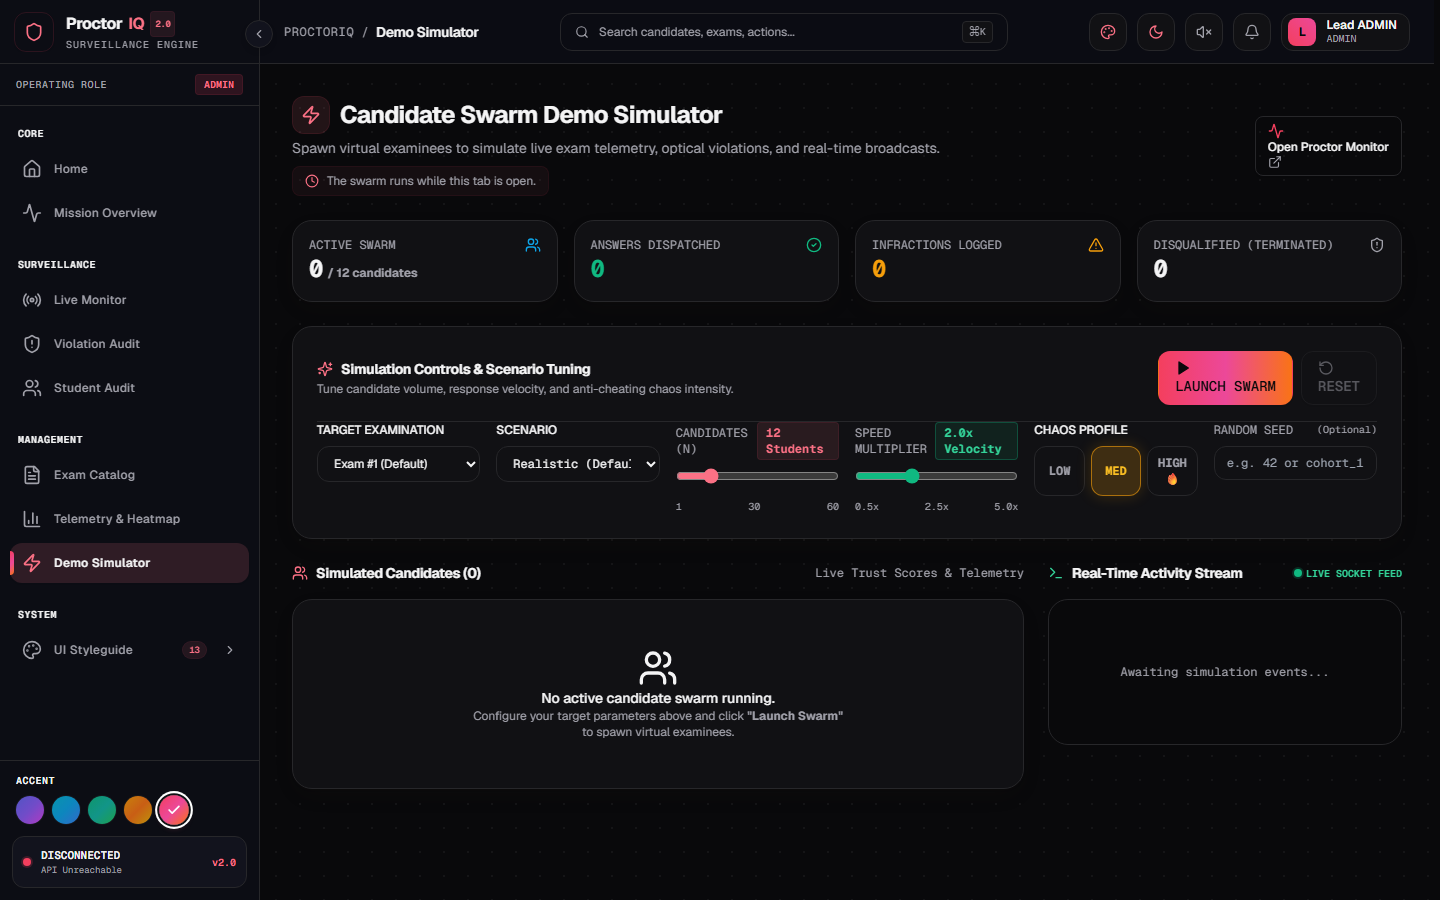 Proctor IQ 2.0
SURVEILLANCE ENGINE
PROCTORIQ / Demo Simulator
Search candidates, exams, actions...
⌘K
L
Lead ADMIN
ADMIN
OPERATING ROLE
ADMIN
CORE
Home
Mission Overview
SURVEILLANCE
Live Monitor
Violation Audit
Student Audit
MANAGEMENT
Exam Catalog
Telemetry & Heatmap
Demo Simulator
SYSTEM
UI Styleguide
13
ACCENT
DISCONNECTED
API Unreachable
v2.0
Candidate Swarm Demo Simulator
Spawn virtual examinees to simulate live exam telemetry, optical violations, and real-time broadcasts.
The swarm runs while this tab is open.
Open Proctor Monitor
ACTIVE SWARM
0 / 12 candidates
ANSWERS DISPATCHED
0
INFRACTIONS LOGGED
0
DISQUALIFIED (TERMINATED)
0
Simulation Controls & Scenario Tuning
Tune candidate volume, response velocity, and anti-cheating chaos intensity.
LAUNCH SWARM
RESET
TARGET EXAMINATION
Exam #1 (Default)
SCENARIO
Realistic (Defau
CANDIDATES
(N)
12
Students
1 30 60
SPEED
MULTIPLIER
2.0x
Velocity
0.5x 2.5x 5.0x
CHAOS PROFILE
LOW
MED
HIGH
🔥
RANDOM SEED (Optional)
e.g. 42 or cohort_1
Simulated Candidates (0)
Live Trust Scores & Telemetry
No active candidate swarm running.
Configure your target parameters above and click "Launch Swarm"
to spawn virtual examinees.
Real-Time Activity Stream
LIVE SOCKET FEED
Awaiting simulation events...